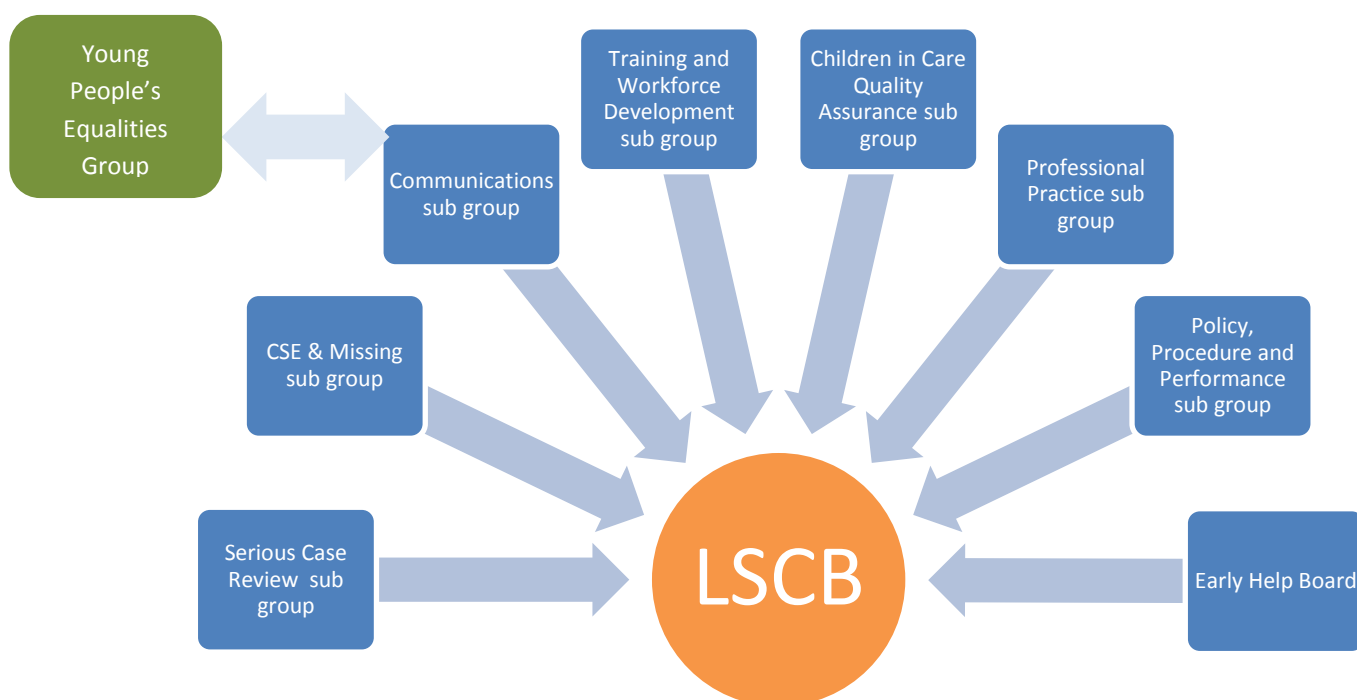 Young
People’s
Equalities
Group
Training and
Workforce
Development
sub group
Children in Care
Quality
Assurance sub
group
Communications
sub group
Professional
Practice sub
group
CSE & Missing
sub group
Policy,
Procedure and
Performance
sub group
Serious Case
Review  sub
group
LSCB
Early Help Board